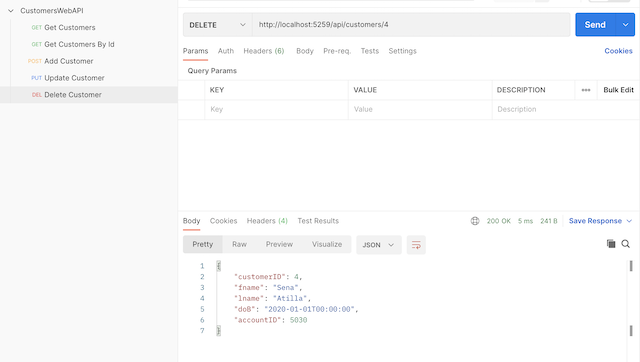 CustomersWebAPI
GET Get Customers
GET Get Customers By Id
POST Add Customer
PUT Update Customer
DEL Delete Customer
DELETE http://localhost:5259/api/customers/4 Send
Params Auth Headers (6) Body Pre-req. Tests Settings Cookies
Query Params
KEY VALUE DESCRIPTION ••• Bulk Edit
Key Value Description
Body Cookies Headers (4) Test Results 200 OK 5 ms 241 B Save Response
Pretty Raw Preview Visualize JSON
1 {
2 "customerID": 4,
3 "fname": "Sena",
4 "lname": "Atilla",
5 "doB": "2020-01-01T00:00:00",
6 "accountID": 5030
7 }